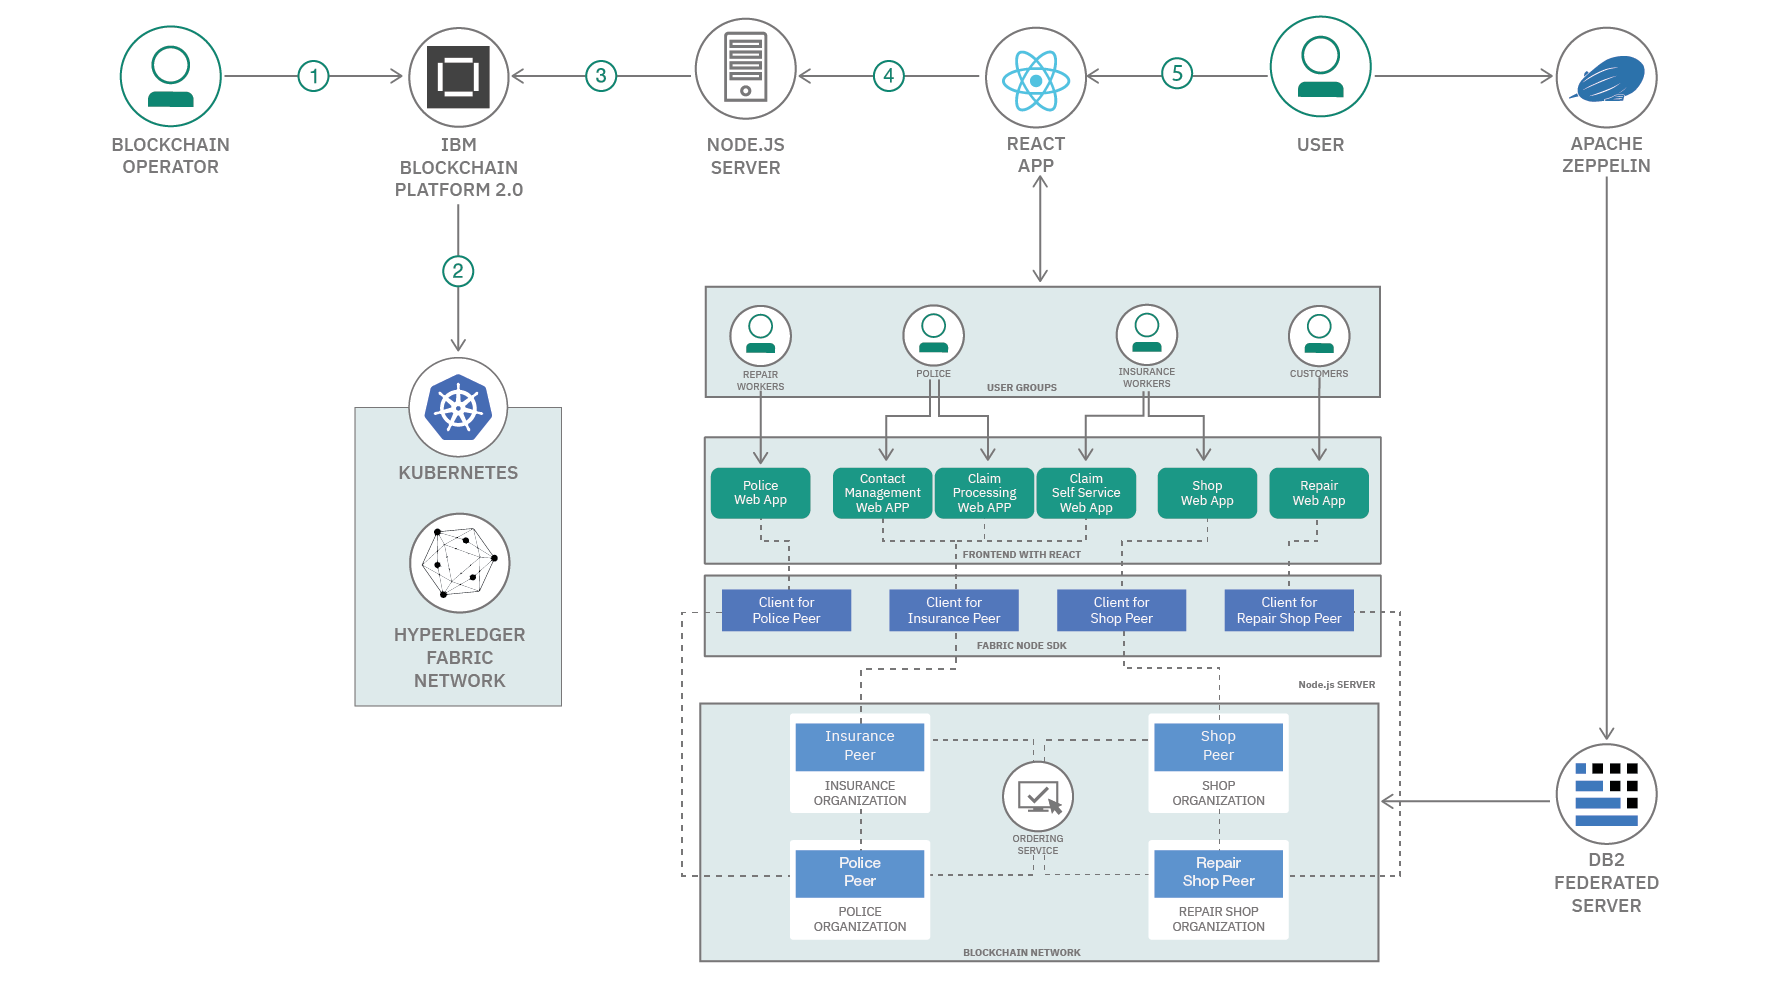 1
3
4
5
BLOCKCHAIN
OPERATOR
IBM
BLOCKCHAIN
PLATFORM 2.0
NODE.JS
SERVER
REACT
APP
USER
APACHE
ZEPPELIN
2
KUBERNETES
HYPERLEDGER
FABRIC
NETWORK
REPAIR
WORKERS
POLICE
INSURANCE
WORKERS
CUSTOMERS
USER GROUPS
Police
Web App
Contact
Management
Web APP
Claim
Processing
Web APP
Claim
Self Service
Web App
Shop
Web App
Repair
Web App
FRONTEND WITH REACT
Client for
Police Peer
Client for
Insurance Peer
Client for
Shop Peer
Client for
Repair Shop Peer
FABRIC NODE SDK
Node.js SERVER
Insurance
Peer
INSURANCE
ORGANIZATION
Shop
Peer
SHOP
ORGANIZATION
ORDERING
SERVICE
Police
Peer
POLICE
ORGANIZATION
Repair
Shop Peer
REPAIR SHOP
ORGANIZATION
BLOCKCHAIN NETWORK
DB2
FEDERATED
SERVER